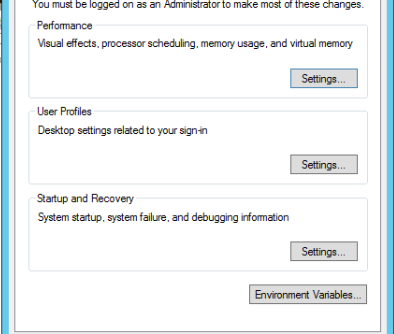 You must be logged on as an Administrator to make most of these changes.
Performance
Visual effects, processor scheduling, memory usage, and virtual memory
Settings...
User Profiles
Desktop settings related to your sign-in
Settings...
Startup and Recovery
System startup, system failure, and debugging information
Settings...
Environment Variables...